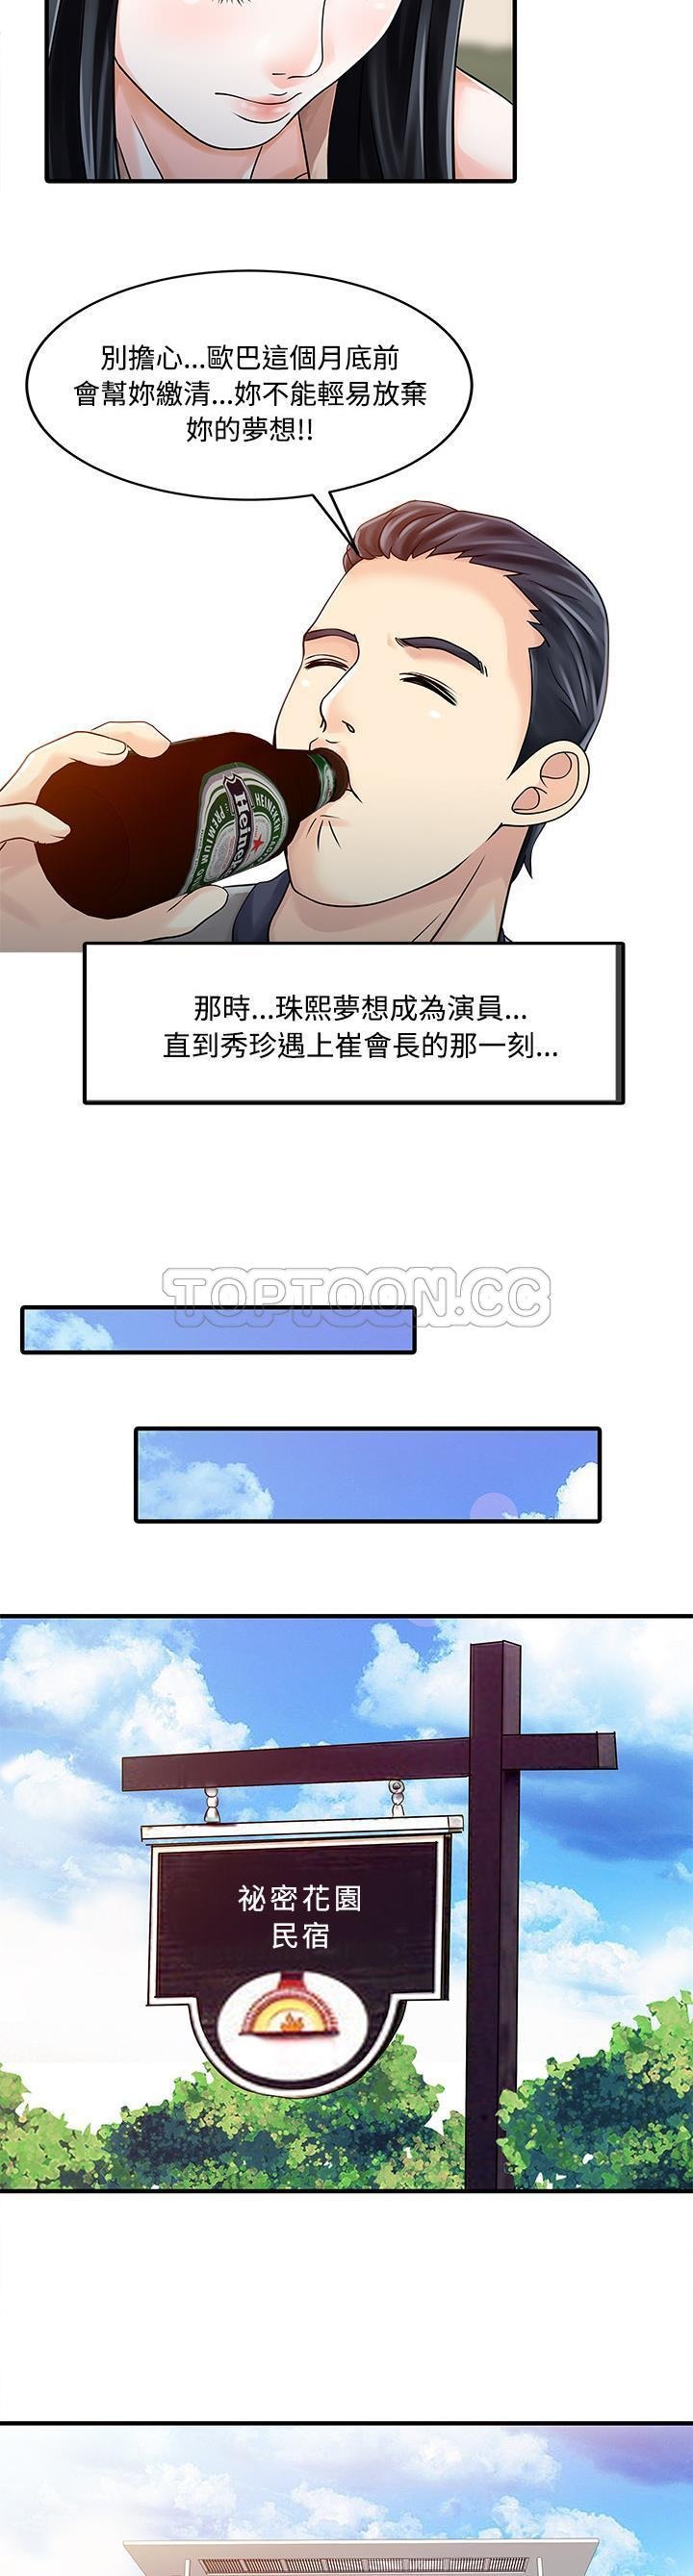 別擔心...歐巴這個月底前
會幫妳繳清...妳不能輕易放棄
妳的夢想!!
HEINEKEN
Heineken
PREMIUM
那時...珠熙夢想成為演員...
直到秀珍遇上崔會長的那一刻...
TOPTOON.CC
祕密花園
民宿